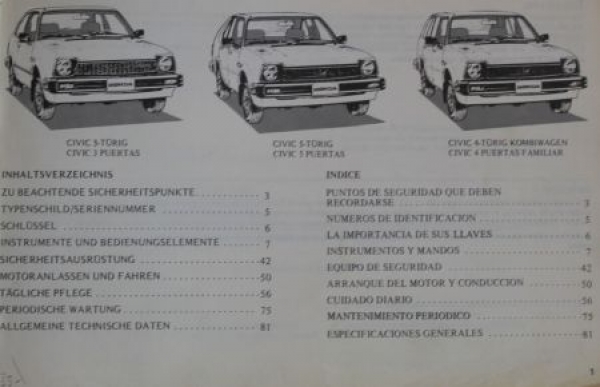 HONDA
HONDA
HONDA
CIVIC 3-TÜRIG
CIVIC 3 PUERTAS
CIVIC 5-TÜRIG
CIVIC 5 PUERTAS
CIVIC 4-TÜRIG KOMBIWAGEN
CIVIC 4 PUERTAS FAMILIAR
INHALTSVERZEICHNIS
ZU BEACHTENDE SICHERHEITSPUNKTE 3
TYPENSCHILD/SERIENNUMMER 5
SCHLÜSSEL 6
INSTRUMENTE UND BEDIENUNGSELEMENTE 7
SICHERHEITSAUSRÜSTUNG 42
MOTORANLASSEN UND FAHREN 50
TÄGLICHE PFLEGE 56
PERIODISCHE WARTUNG 75
ALLGEMEINE TECHNISCHE DATEN 81
INDICE
PUNTOS DE SEGURIDAD QUE DEBEN
RECORDARSE 3
NUMEROS DE IDENTIFICACION 5
LA IMPORTANCIA DE SUS LLAVES 6
INSTRUMENTOS Y MANDOS 7
EQUIPO DE SEGURIDAD 42
ARRANQUE DEL MOTOR Y CONDUCCION 50
CUIDADO DIARIO 56
MANTENIMIENTO PERIODICO 75
ESPECIFICACIONES GENERALES 81
1